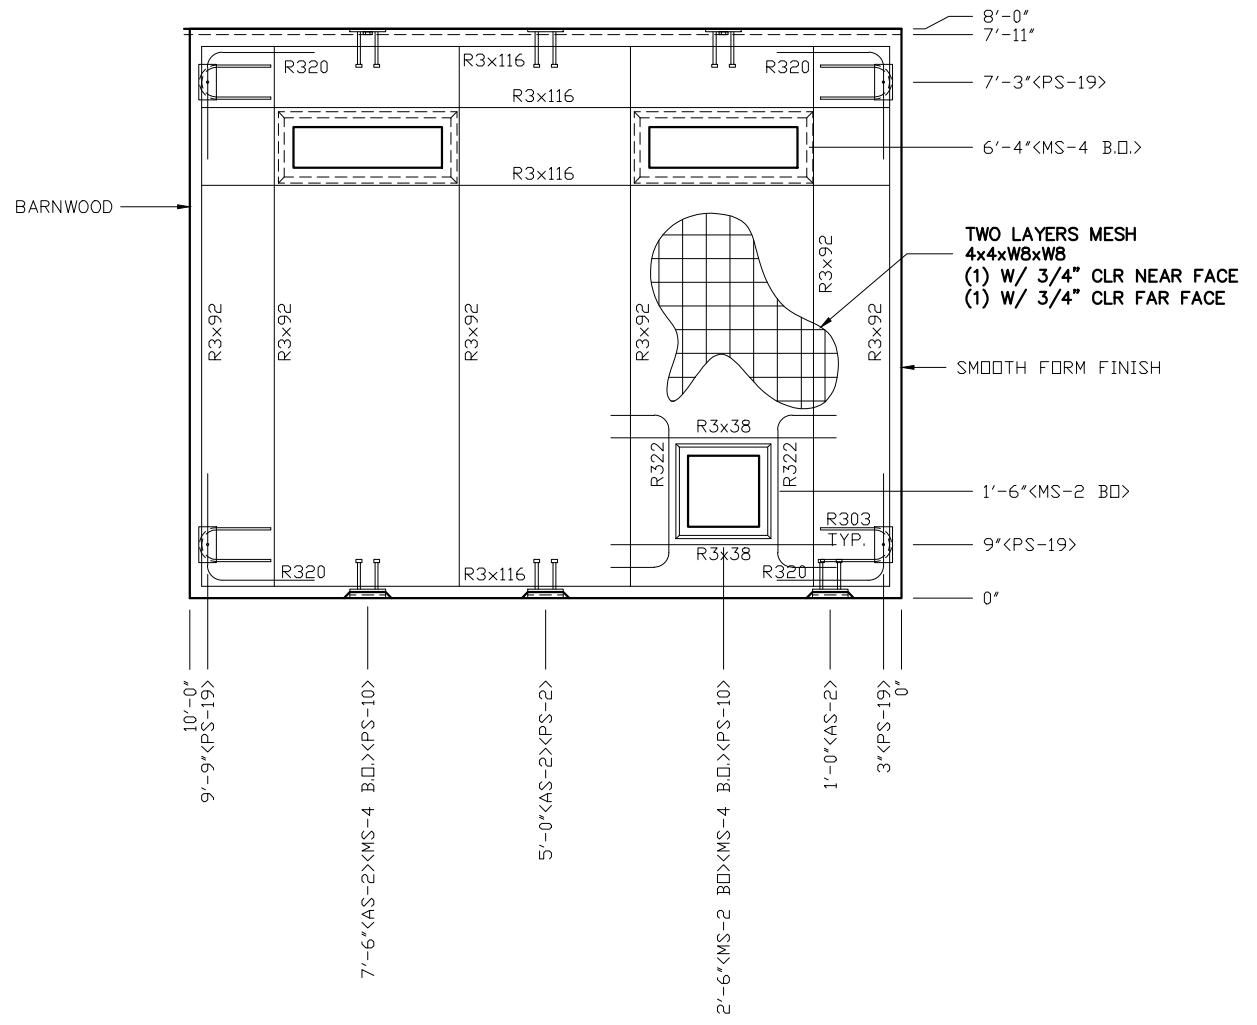 8'-0"
7'-11"
R320
R3x116
R320
7'-3"<PS-19>
R3x116
6'-4"<MS-4 B.O.>
R3x116
BARNWOOD
TWO LAYERS MESH
4x4xW8xW8
(1) W/ 3/4" CLR NEAR FACE
(1) W/ 3/4" CLR FAR FACE
R3x92
R3x92
R3x92
R3x92
R3x92
R3x92
SMOOTH FORM FINISH
R3x38
R322
R322
1'-6"<MS-2 BO>
R303
TYP.
9"<PS-19>
R3x38
R320
R3x116
R320
0"
10'-0"
9'-9"<PS-19>
7'-6"<AS-2><MS-4 B.O.><PS-10>
5'-0"<AS-2><PS-2>
2'-6"<MS-2 BO><MS-4 B.O.><PS-10>
1'-0"<AS-2>
3"<PS-19>
0"